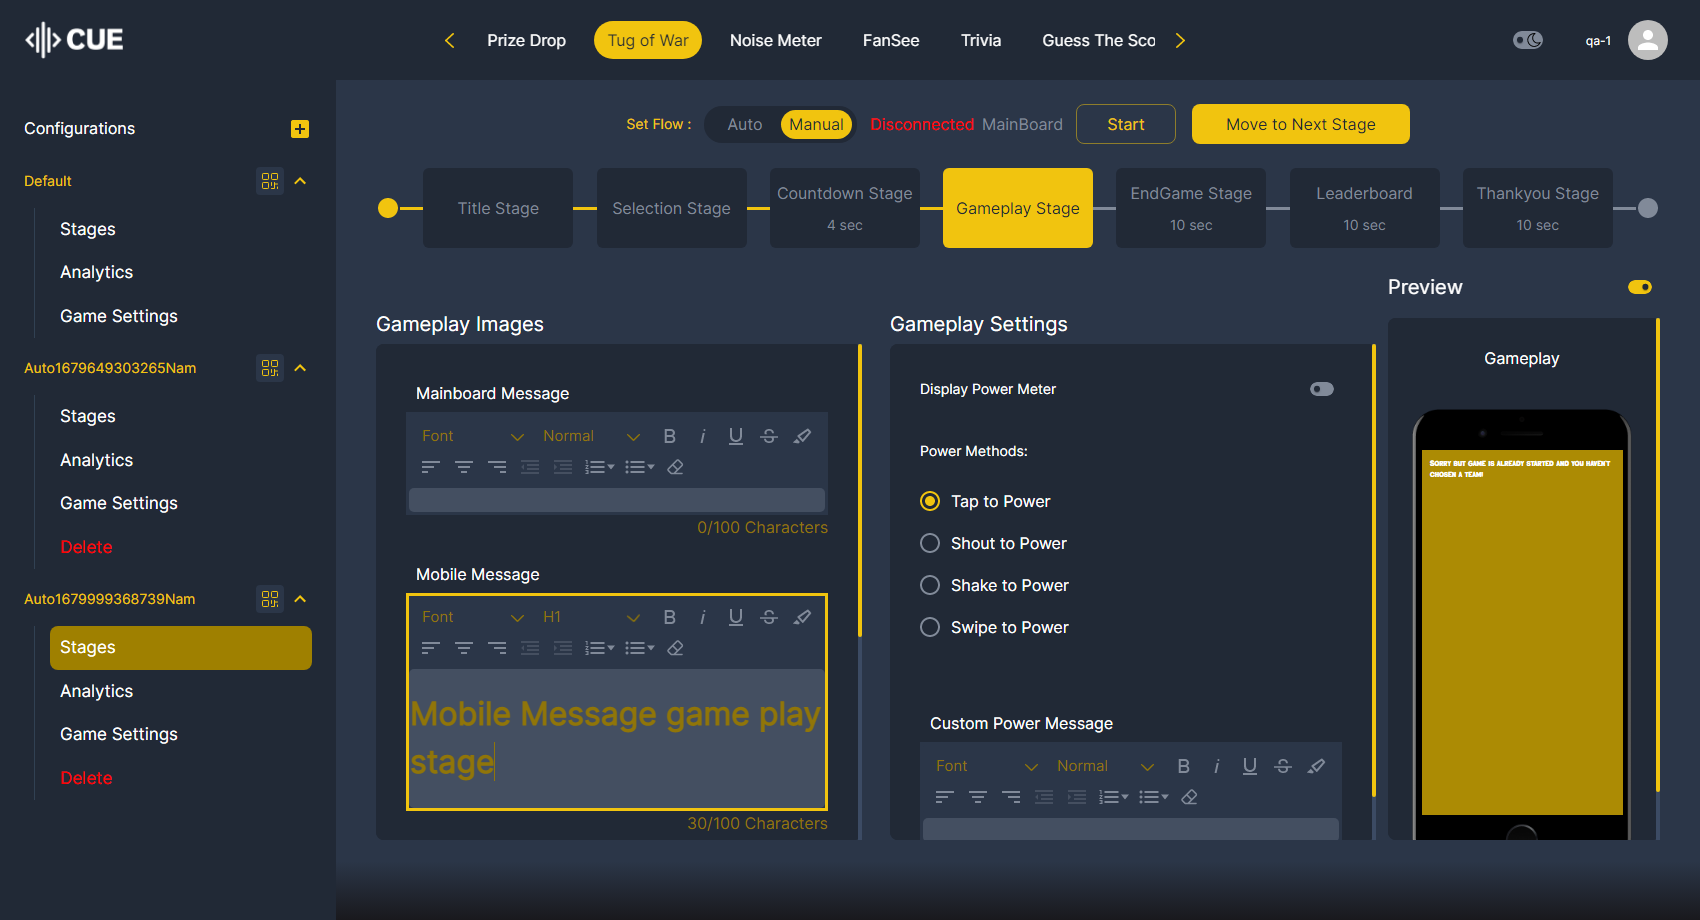 CUE
Prize Drop
Tug of War
Noise Meter
FanSee
Trivia
Guess The Sco
qa-1
Configurations
Default
Stages
Analytics
Game Settings
Auto1679649303265Nam
Stages
Analytics
Game Settings
Delete
Auto1679999368739Nam
Stages
Analytics
Game Settings
Delete
Set Flow :
Auto
Manual
Disconnected MainBoard
Start
Move to Next Stage
Title Stage
Selection Stage
Countdown Stage
4 sec
Gameplay Stage
EndGame Stage
10 sec
Leaderboard
10 sec
Thankyou Stage
10 sec
Gameplay Images
Mainboard Message
Font
Normal
B i U S
0/100 Characters
Mobile Message
Font
H1
B i U S
Mobile Message game play
stage
30/100 Characters
Gameplay Settings
Display Power Meter
Power Methods:
Tap to Power
Shout to Power
Shake to Power
Swipe to Power
Custom Power Message
Font
Normal
B i U S
Preview
Gameplay
Sorry but game is already started and you haven't
chosen a team!